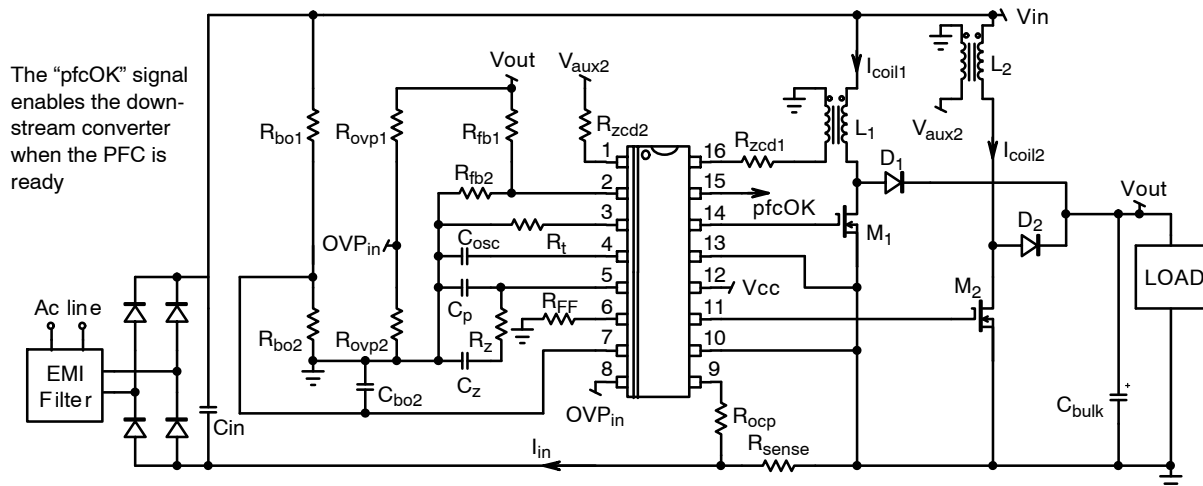 Vin
The “pfcOK” signal
enables the down-
stream converter
when the PFC is
ready
Vout
Vaux2
Icoil1
L2
Rbo1
Rovp1
Rfb1
Rzcd2
Rzcd1
L1
Vaux2
Icoil2
1
16
D1
Rfb2
2
15
pfcOK
Vout
3
14
M1
D2
OVPin
Cosc
Rt
4
13
5
12
Vcc
LOAD
M2
Ac line
Cp
RFF
6
11
Rbo2
Rovp2
Rz
7
10
EMI
Filter
Cbo2
Cz
8
9
OVPin
Rocp
+
Cbulk
Cin
Iin
Rsense